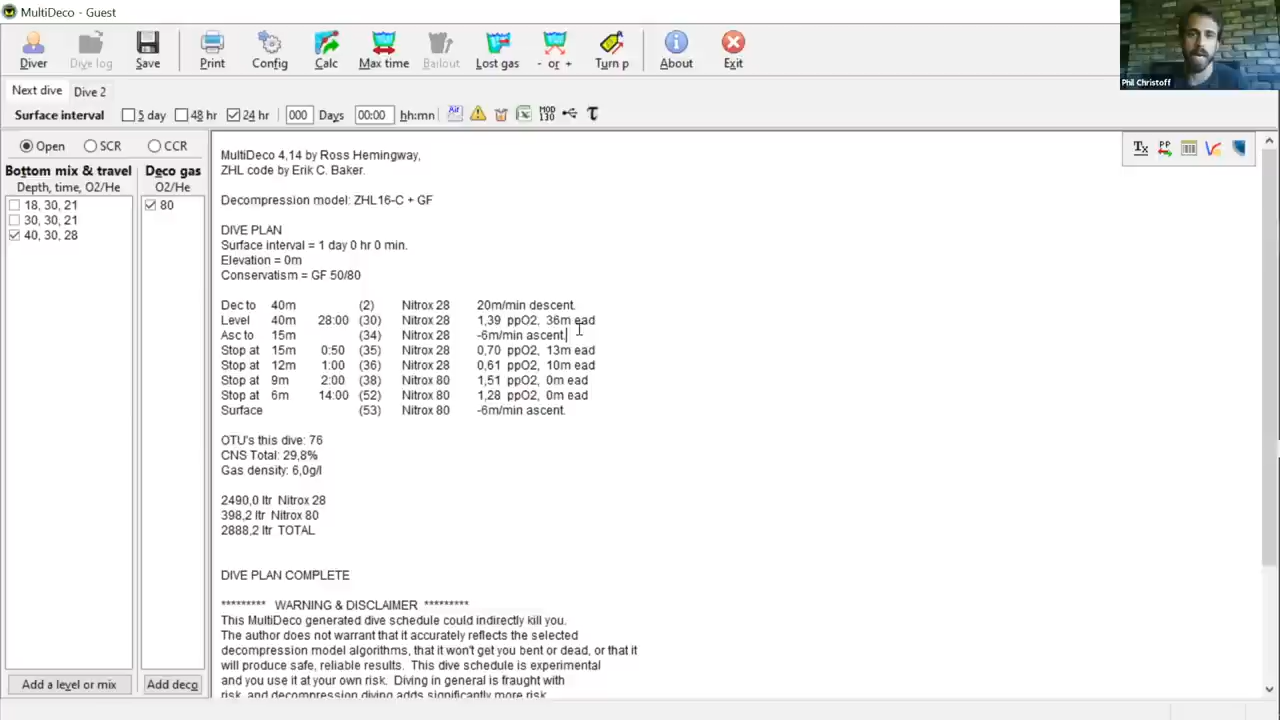 MultiDeco - Guest
Diver
Dive log
Save
Print
Config
Calc
Max time
Bailout
Lost gas
- or +
Turn p
About
Exit
Phil Christoff
Next dive
Dive 2
Surface interval 5 day 48 hr 24 hr 000 Days 00:00 hh:mn Air MOD 130 τ
Open SCR CCR
Bottom mix & travel
Depth, time, O2/He
18, 30, 21
30, 30, 21
40, 30, 28
Deco gas
O2/He
80
Tx PP
MultiDeco 4,14 by Ross Hemingway,
ZHL code by Erik C. Baker.
Decompression model: ZHL16-C + GF
DIVE PLAN
Surface interval = 1 day 0 hr 0 min.
Elevation = 0m
Conservatism = GF 50/80
Dec to 40m (2) Nitrox 28 20m/min descent.
Level 40m 28:00 (30) Nitrox 28 1,39 ppO2, 36m ead
Asc to 15m (34) Nitrox 28 -6m/min ascent.
Stop at 15m 0:50 (35) Nitrox 28 0,70 ppO2, 13m ead
Stop at 12m 1:00 (36) Nitrox 28 0,61 ppO2, 10m ead
Stop at 9m 2:00 (38) Nitrox 80 1,51 ppO2, 0m ead
Stop at 6m 14:00 (52) Nitrox 80 1,28 ppO2, 0m ead
Surface (53) Nitrox 80 -6m/min ascent.
OTU's this dive: 76
CNS Total: 29,8%
Gas density: 6,0g/l
2490,0 ltr Nitrox 28
398,2 ltr Nitrox 80
2888,2 ltr TOTAL
DIVE PLAN COMPLETE
********* WARNING & DISCLAIMER *********
This MultiDeco generated dive schedule could indirectly kill you.
The author does not warrant that it accurately reflects the selected
decompression model algorithms, that it won't get you bent or dead, or that it
will produce safe, reliable results. This dive schedule is experimental
and you use it at your own risk. Diving in general is fraught with
risk, and decompression diving adds significantly more risk.
Add a level or mix
Add deco